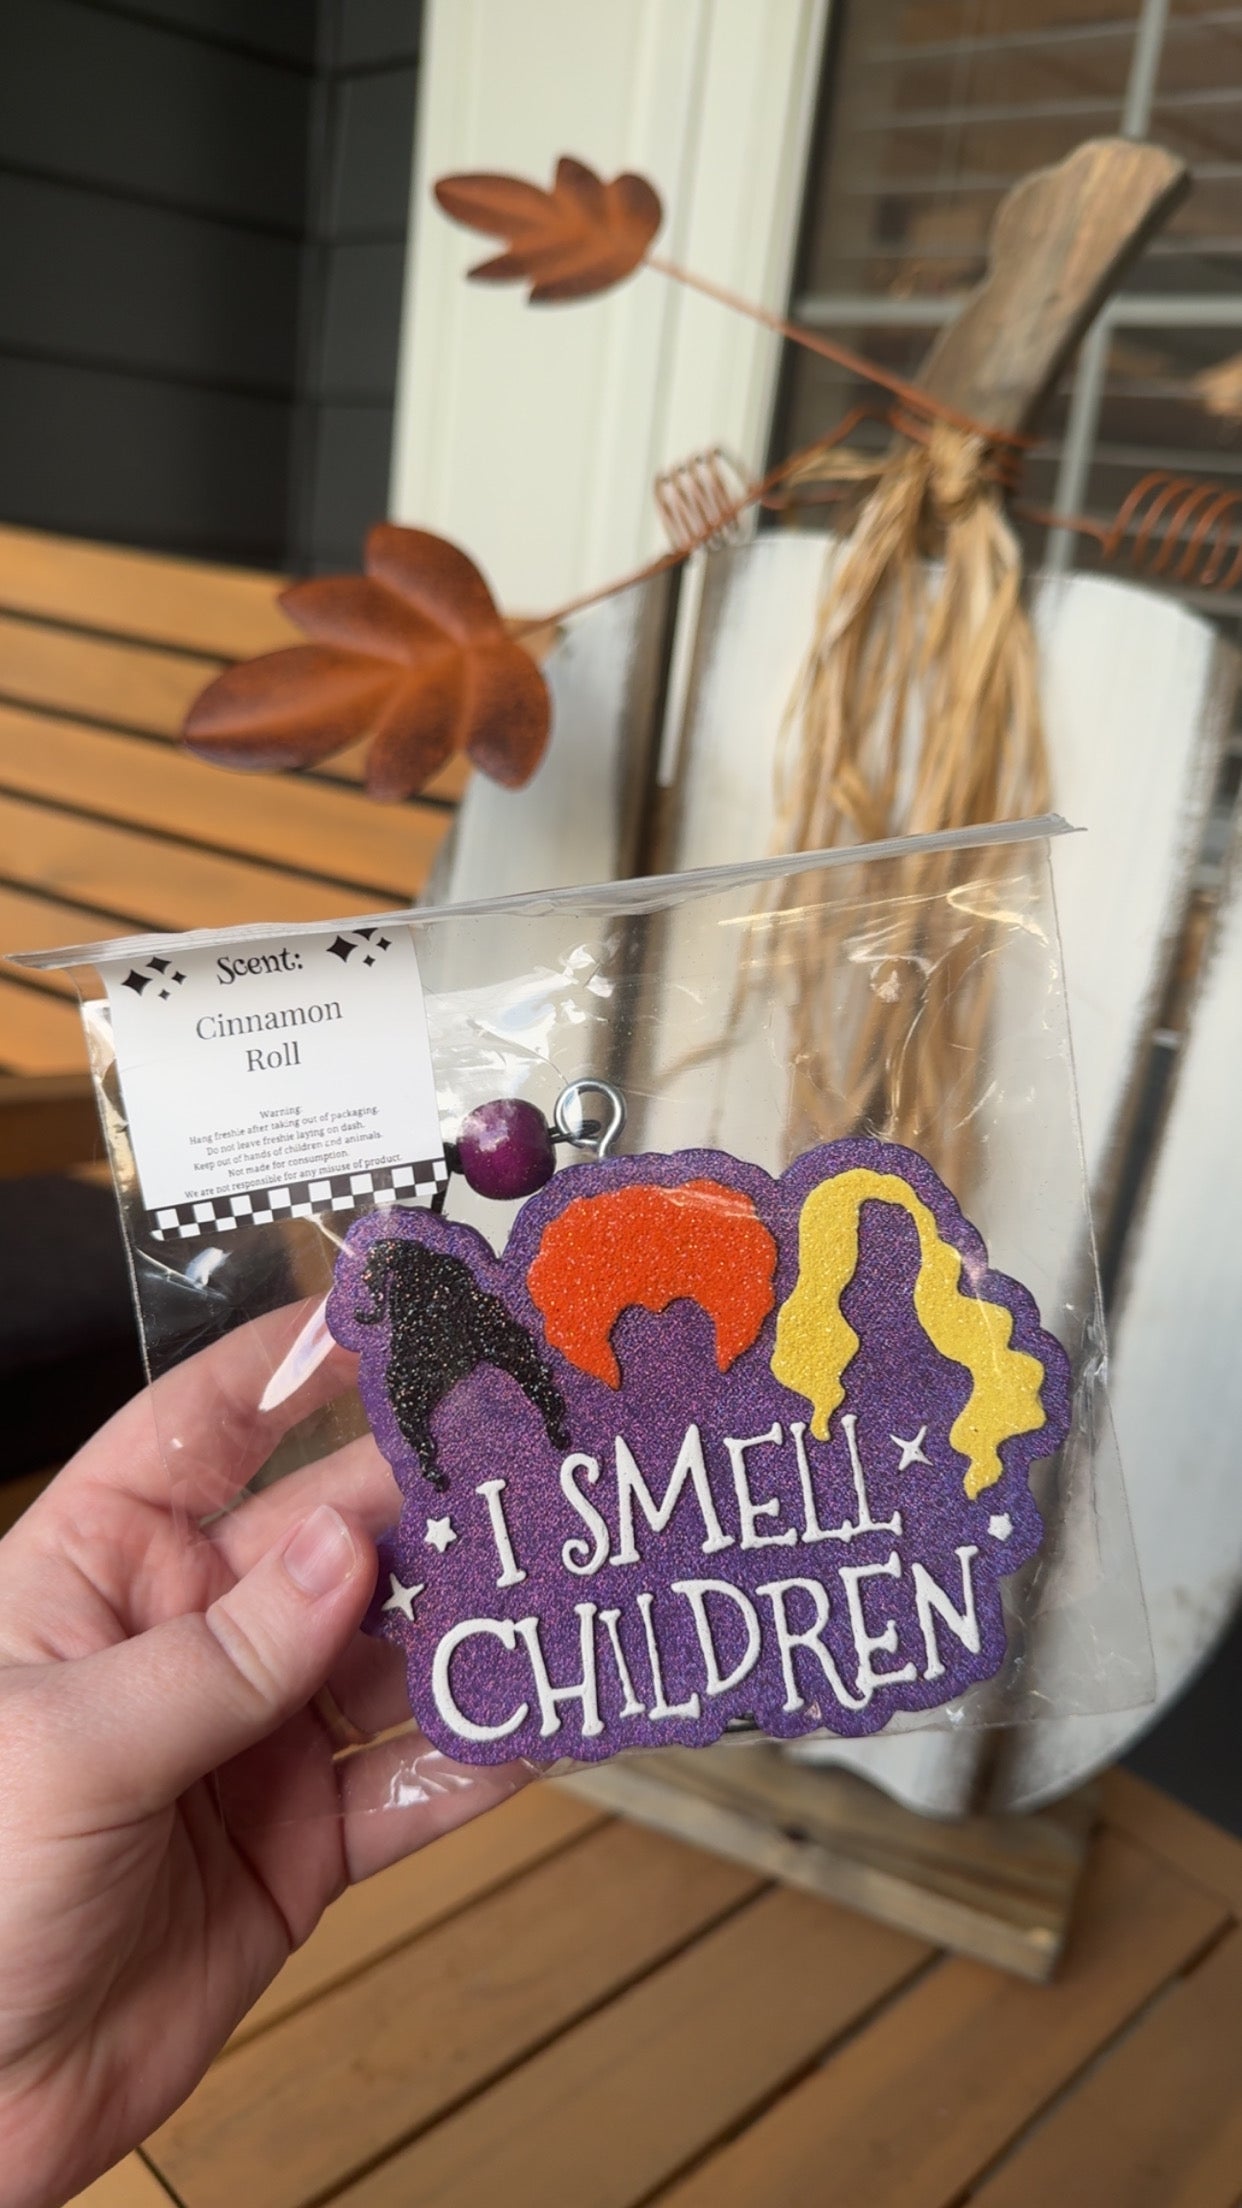 Scent:
Cinnamon
Roll
Warning:
Hang freshie after taking out of packaging.
Do not leave freshie laying on dash.
Keep out of hands of children and animals.
Not made for consumption.
We are not responsible for any misuse of product.
I SMELL
CHILDREN